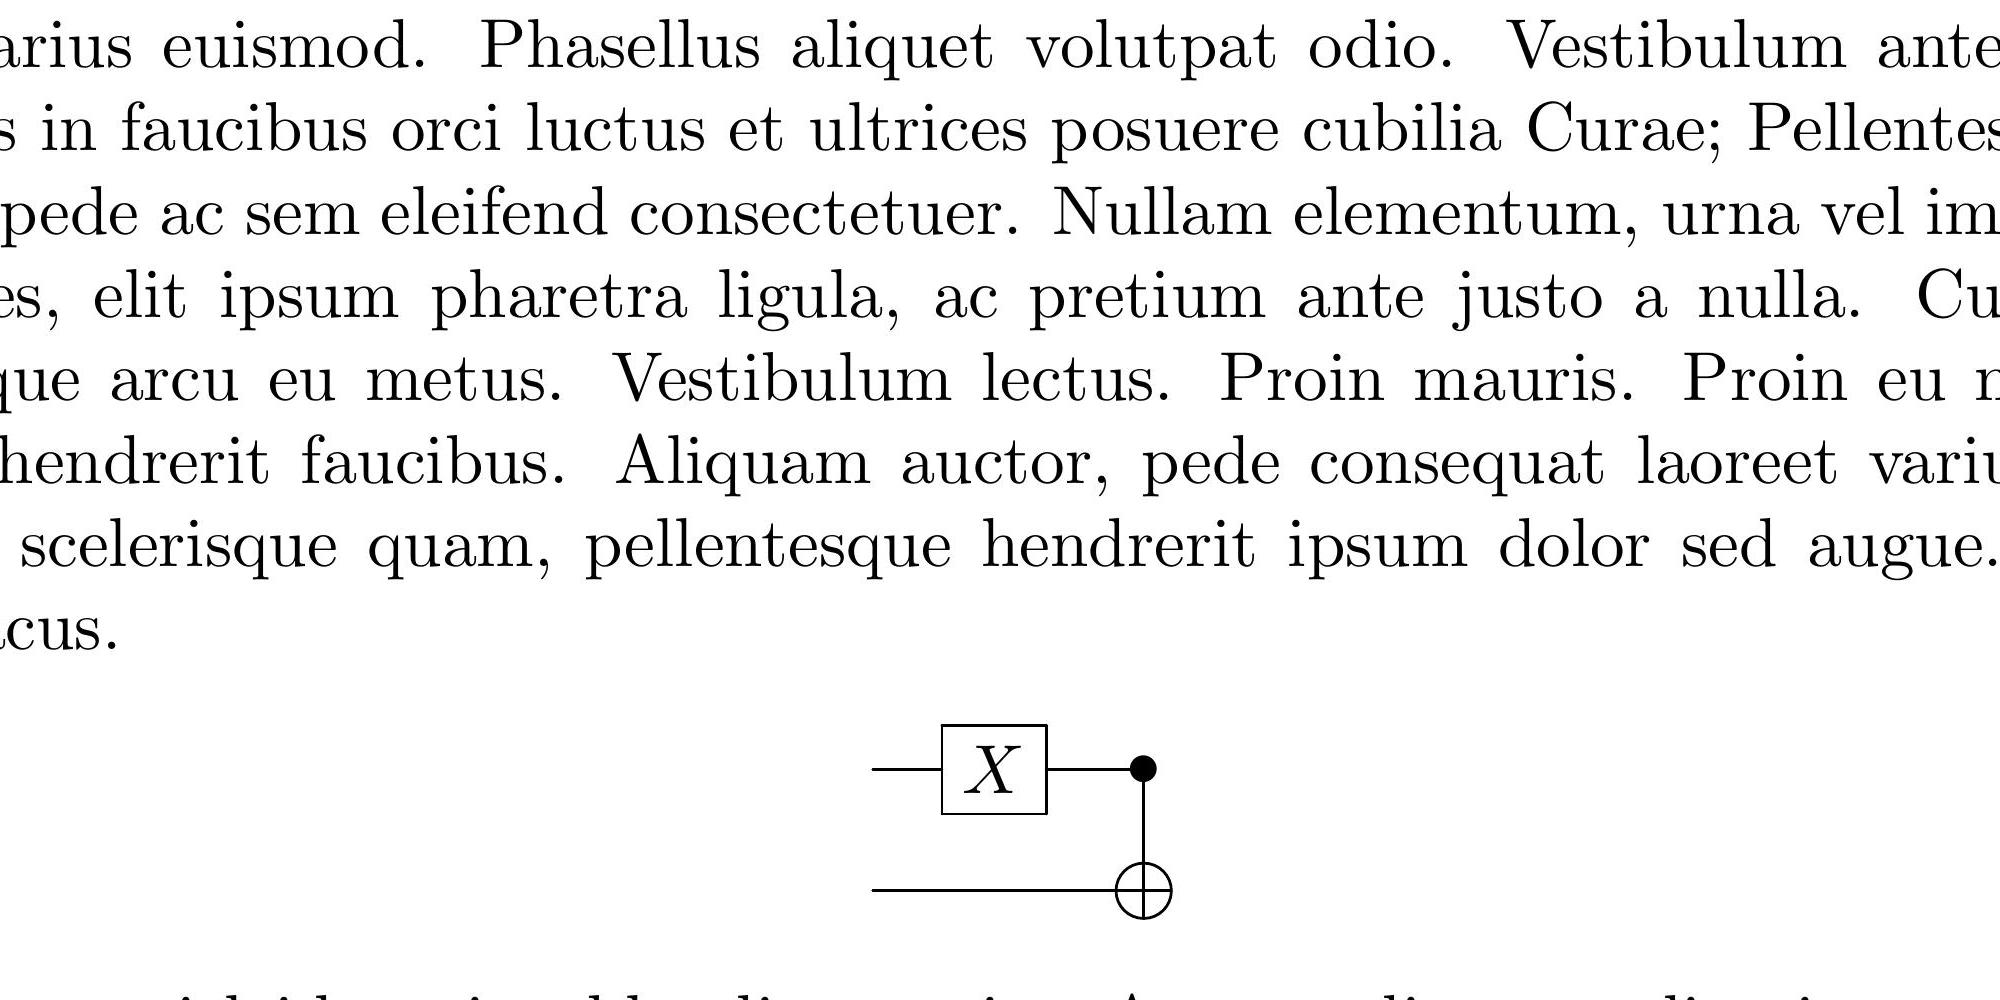 arius euismod. Phasellus aliquet volutpat odio. Vestibulum ante
s in faucibus orci luctus et ultrices posuere cubilia Curae; Pellentes
pede ac sem eleifend consectetuer. Nullam elementum, urna vel im
es, elit ipsum pharetra ligula, ac pretium ante justo a nulla. Cu
que arcu eu metus. Vestibulum lectus. Proin mauris. Proin eu n
hendrerit faucibus. Aliquam auctor, pede consequat laoreet variu
scelerisque quam, pellentesque hendrerit ipsum dolor sed augue.
acus.
X